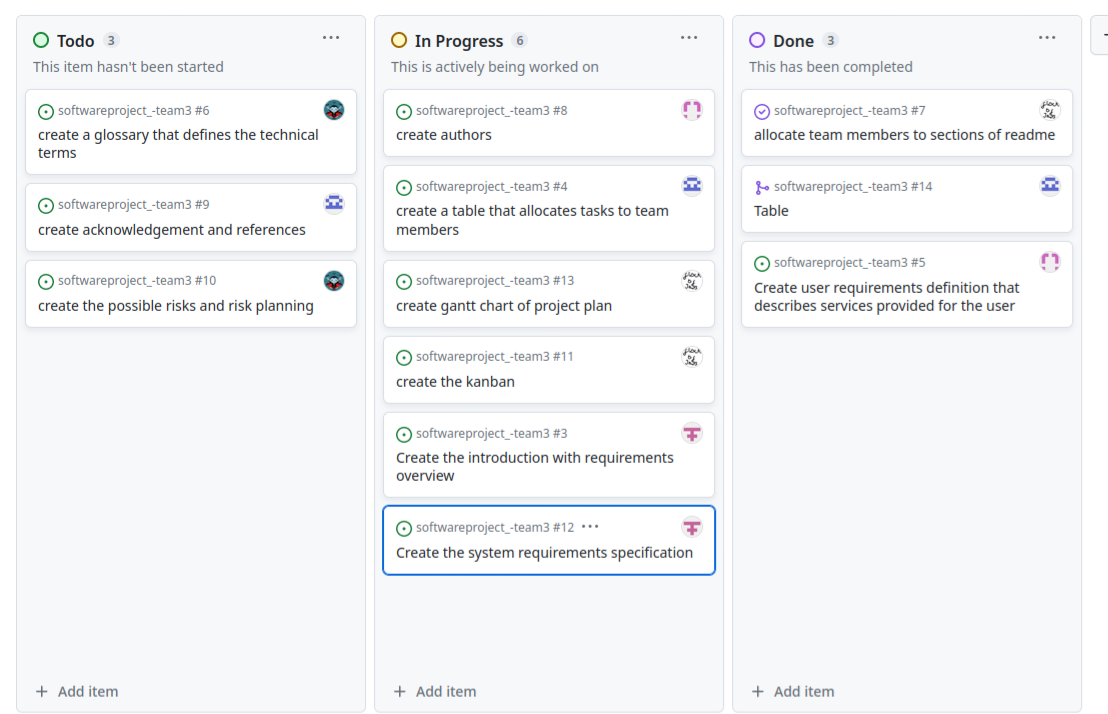 Todo 3
This item hasn't been started
softwareproject_-team3 #6
create a glossary that defines the technical
terms
softwareproject_-team3 #9
create acknowledgement and references
softwareproject_-team3 #10
create the possible risks and risk planning
+ Add item
In Progress 6
This is actively being worked on
softwareproject_-team3 #8
create authors
softwareproject_-team3 #4
create a table that allocates tasks to team
members
softwareproject_-team3 #13
create gantt chart of project plan
softwareproject_-team3 #11
create the kanban
softwareproject_-team3 #3
Create the introduction with requirements
overview
softwareproject_-team3 #12
Create the system requirements specification
+ Add item
Done 3
This has been completed
softwareproject_-team3 #7
allocate team members to sections of readme
softwareproject_-team3 #14
Table
softwareproject_-team3 #5
Create user requirements definition that
describes services provided for the user
+ Add item